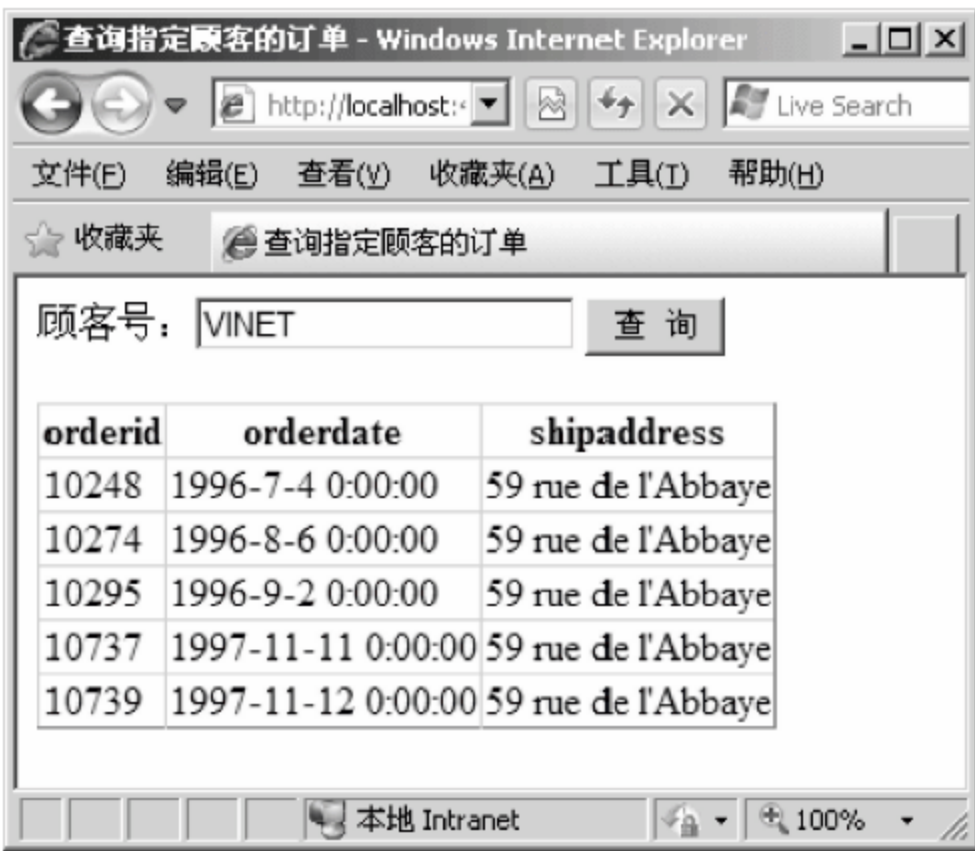 查询指定顾客的订单 - Windows Internet Explorer
http://localhost: Live Search
文件(F) 编辑(E) 查看(V) 收藏夹(A) 工具(T) 帮助(H)
收藏夹 查询指定顾客的订单
顾客号： VINET 查 询
orderid orderdate shipaddress
10248 1996-7-4 0:00:00 59 rue de l'Abbaye
10274 1996-8-6 0:00:00 59 rue de l'Abbaye
10295 1996-9-2 0:00:00 59 rue de l'Abbaye
10737 1997-11-11 0:00:00 59 rue de l'Abbaye
10739 1997-11-12 0:00:00 59 rue de l'Abbaye
本地 Intranet 100%